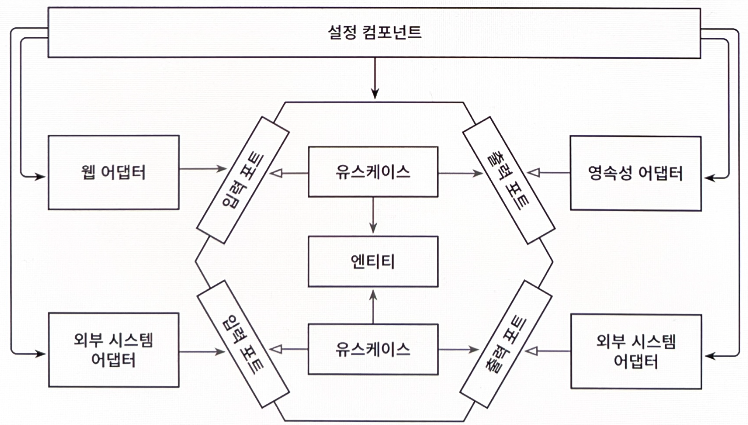 설정 컴포넌트
웹 어댑터
입력 포트
유스케이스
출력 포트
영속성 어댑터
엔티티
외부 시스템
어댑터
입력 포트
유스케이스
출력 포트
외부 시스템
어댑터